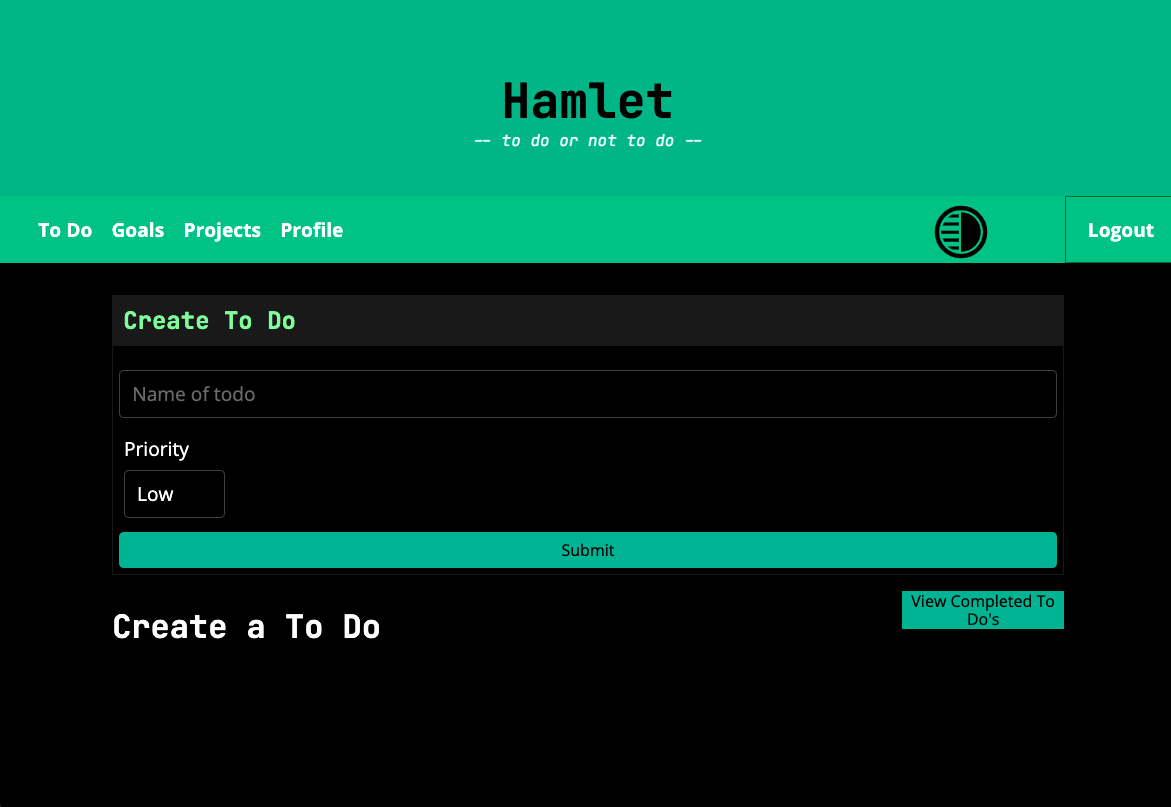 Hamlet
-- to do or not to do --
To Do Goals Projects Profile Logout
Create To Do
Name of todo
Priority
Low
Submit
View Completed To
Do's
Create a To Do